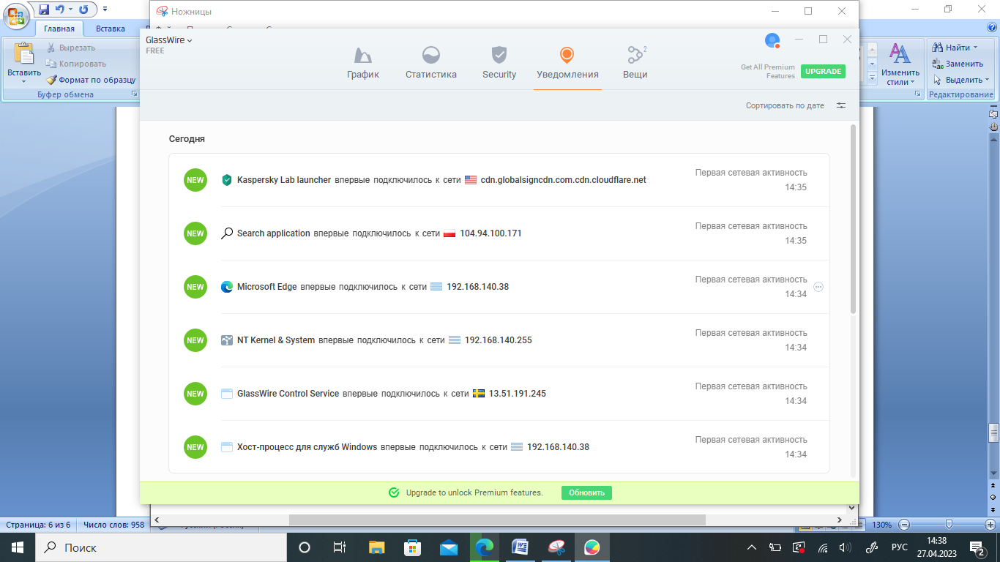 Ножницы
Главная
Вставка
Вставить
Вырезать
Копировать
Формат по образцу
Буфер обмена
GlassWire
FREE
График
Статистика
Security
Уведомления
2
Вещи
Get All Premium
Features
UPGRADE
Изменить
стили
Найти
Заменить
Выделить
Редактирование
Сортировать по дате
Сегодня
NEW Kaspersky Lab launcher впервые подключилось к сети cdn.globalsigncdn.com.cdn.cloudflare.net
Первая сетевая активность
14:35
NEW Search application впервые подключилось к сети 104.94.100.171
Первая сетевая активность
14:35
NEW Microsoft Edge впервые подключилось к сети 192.168.140.38
Первая сетевая активность
14:34
NEW NT Kernel & System впервые подключилось к сети 192.168.140.255
Первая сетевая активность
14:34
NEW GlassWire Control Service впервые подключилось к сети 13.51.191.245
Первая сетевая активность
14:34
NEW Хост-процесс для служб Windows впервые подключилось к сети 192.168.140.38
Первая сетевая активность
14:34
Upgrade to unlock Premium features.
Обновить
Страница: 6 из 6
Число слов: 958
130%
Поиск
РУС
14:38
27.04.2023
2